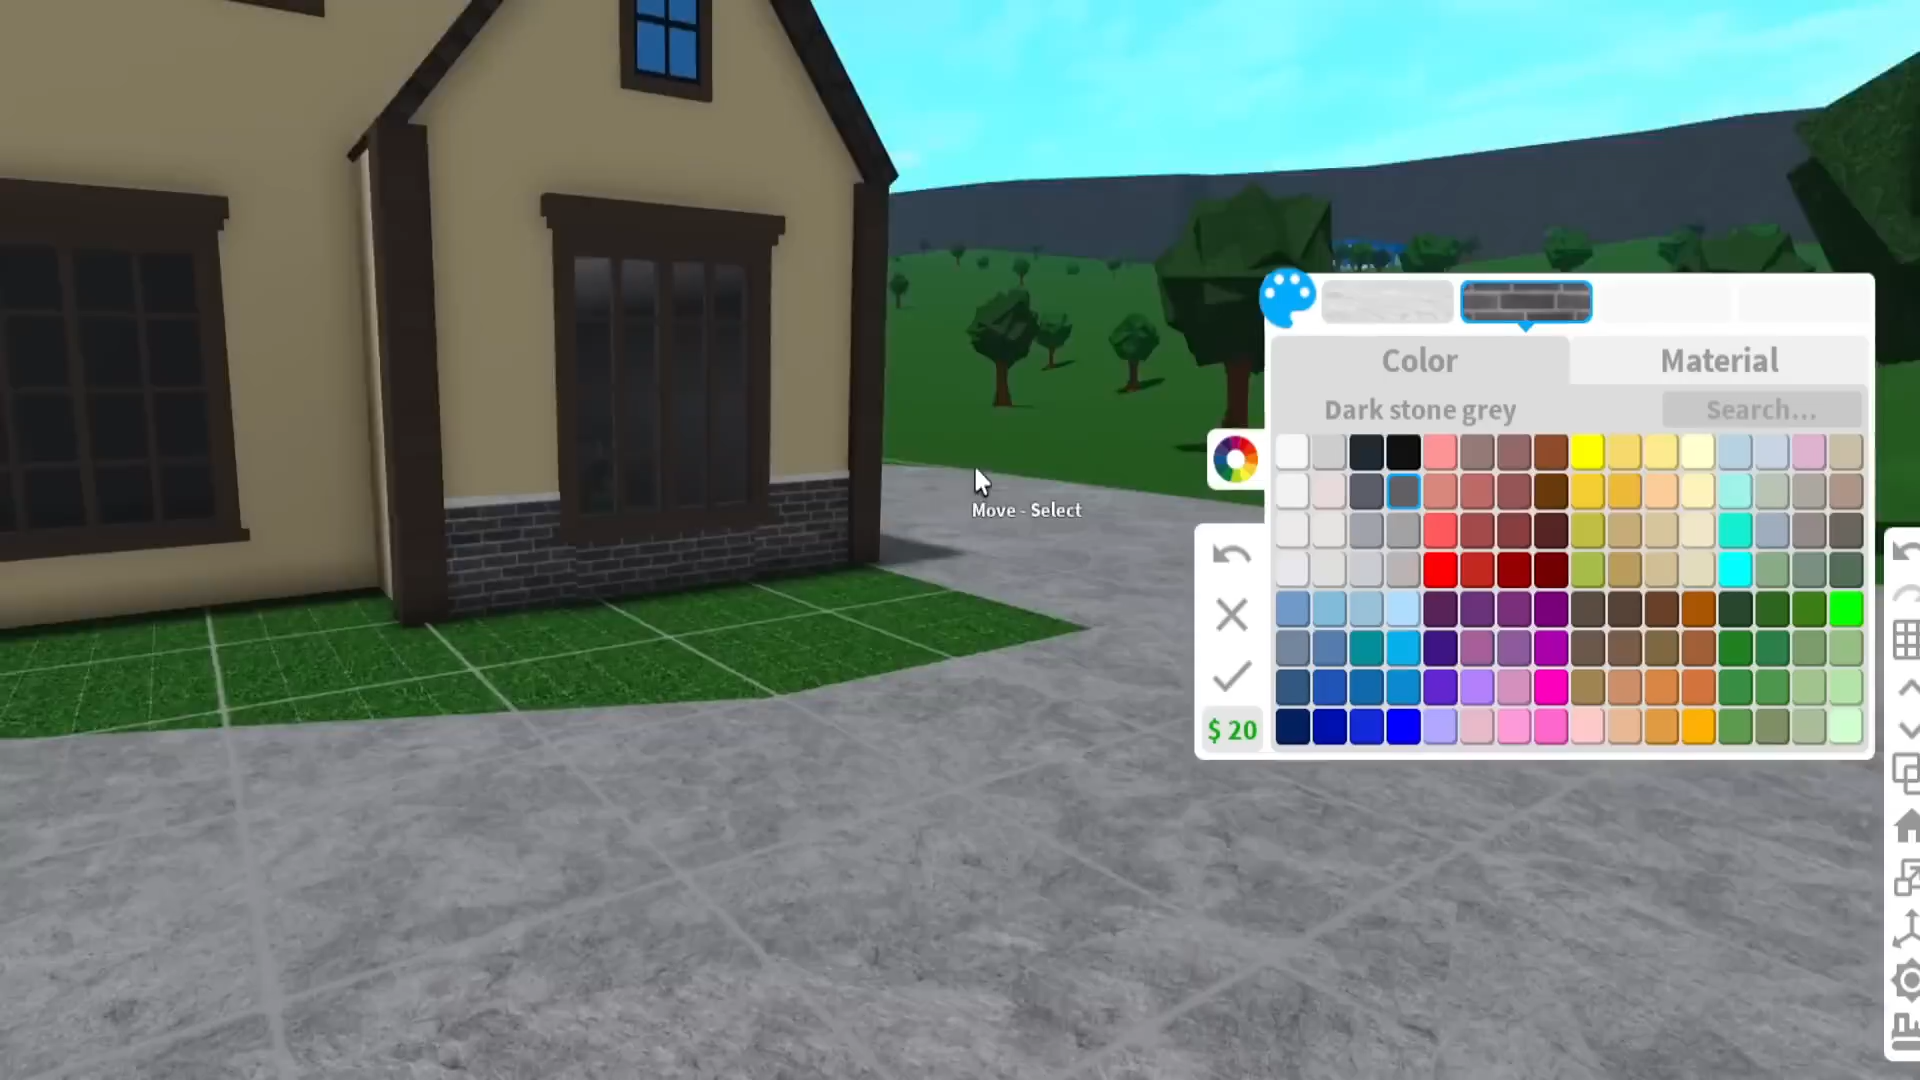 Color
Material
Dark stone grey
Search...
Move - Select
$ 20